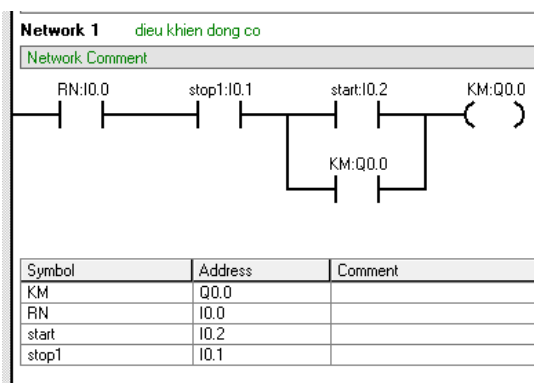 Network 1 dieu khien dong co
Network Comment
RN:I0.0 stop1:I0.1 start:I0.2 KM:Q0.0
KM:Q0.0
Symbol Address Comment
KM Q0.0
RN I0.0
start I0.2
stop1 I0.1